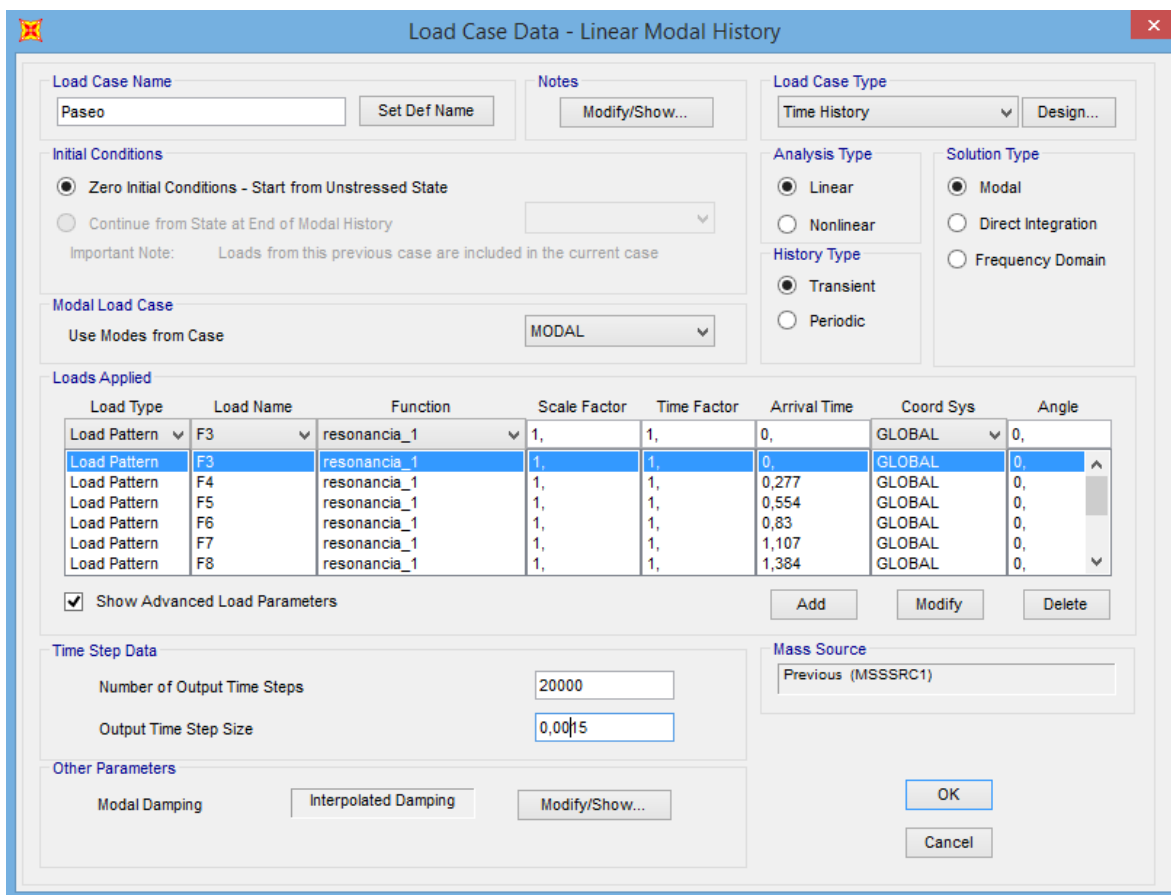 Load Case Data - Linear Modal History
Load Case Name
Paseo
Set Def Name
Notes
Modify/Show...
Load Case Type
Time History
Design...
Initial Conditions
Zero Initial Conditions - Start from Unstressed State
Continue from State at End of Modal History
Important Note: Loads from this previous case are included in the current case
Analysis Type
Linear
Nonlinear
Solution Type
Modal
Direct Integration
Frequency Domain
History Type
Transient
Periodic
Modal Load Case
Use Modes from Case
MODAL
Loads Applied
Load Type Load Name Function Scale Factor Time Factor Arrival Time Coord Sys Angle
Load Pattern F3 resonancia_1 1, 1, 0, GLOBAL 0,
Load Pattern F3 resonancia_1 1, 1, 0, GLOBAL 0,
Load Pattern F4 resonancia_1 1, 1, 0,277 GLOBAL 0,
Load Pattern F5 resonancia_1 1, 1, 0,554 GLOBAL 0,
Load Pattern F6 resonancia_1 1, 1, 0,83 GLOBAL 0,
Load Pattern F7 resonancia_1 1, 1, 1,107 GLOBAL 0,
Load Pattern F8 resonancia_1 1, 1, 1,384 GLOBAL 0,
Show Advanced Load Parameters
Add
Modify
Delete
Time Step Data
Number of Output Time Steps
20000
Output Time Step Size
0,0015
Mass Source
Previous (MSSSRC1)
Other Parameters
Modal Damping
Interpolated Damping
Modify/Show...
OK
Cancel